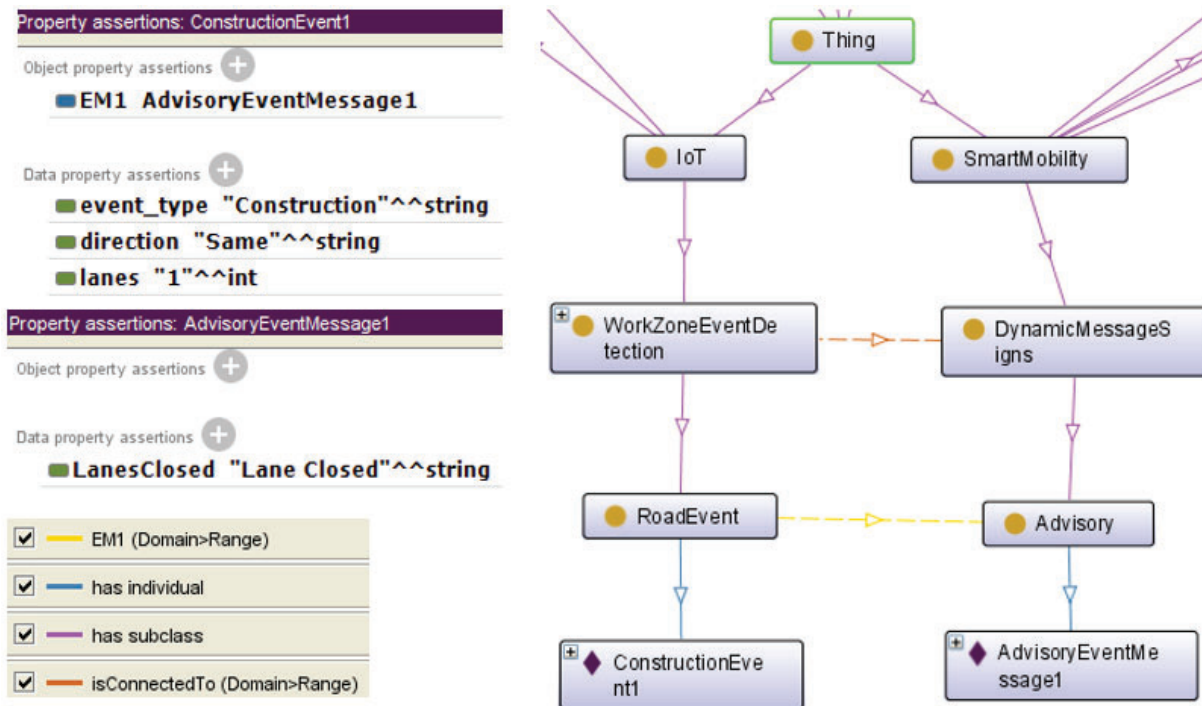 Property assertions: ConstructionEvent1
Object property assertions
EM1 AdvisoryEventMessage1
Data property assertions
event_type "Construction"^^string
direction "Same"^^string
lanes "1"^^int
Property assertions: AdvisoryEventMessage1
Object property assertions
Data property assertions
LanesClosed "Lane Closed"^^string
EM1 (Domain>Range)
has individual
has subclass
isConnectedTo (Domain>Range)
Thing
IoT
SmartMobility
WorkZoneEventDe
tection
DynamicMessageS
igns
RoadEvent
Advisory
ConstructionEve
nt1
AdvisoryEventMe
ssage1